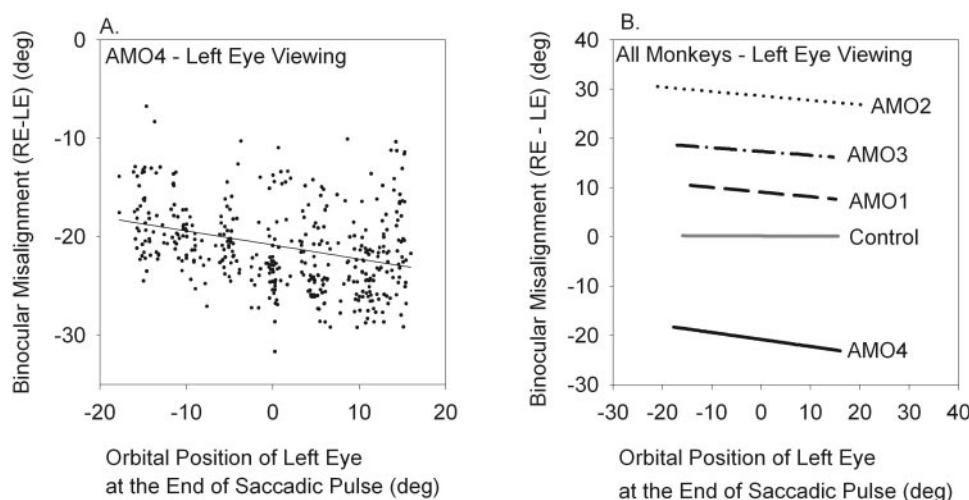 A.
AMO4 - Left Eye Viewing
Binocular Misalignment (RE-LE) (deg)
0
-10
-20
-30
-20
-10
0
10
20
Orbital Position of Left Eye
at the End of Saccadic Pulse (deg)
B.
All Monkeys - Left Eye Viewing
Binocular Misalignment (RE - LE) (deg)
40
30
20
10
0
-10
-20
-30
AMO2
AMO3
AMO1
Control
AMO4
-30
-20
-10
0
10
20
30
40
Orbital Position of Left Eye
at the End of Saccadic Pulse (deg)